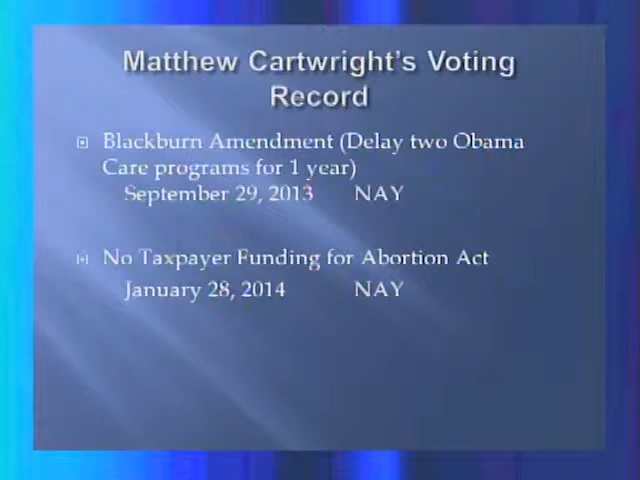 Matthew Cartwright's Voting
Record
Blackburn Amendment (Delay two Obama
Care programs for 1 year)
September 29, 2013 NAY
No Taxpayer Funding for Abortion Act
January 28, 2014 NAY